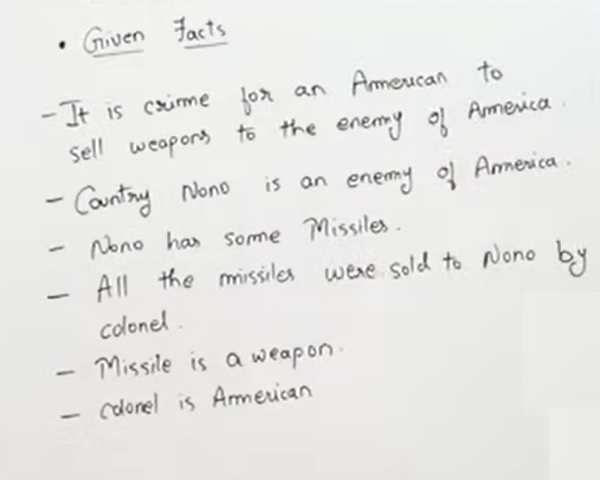 • Given Facts
- It is crime for an American to
sell weapons to the enemy of America.
- Country Nono is an enemy of America.
- Nono has some Missiles.
- All the missiles were sold to Nono by
colonel.
- Missile is a weapon.
- Colonel is American